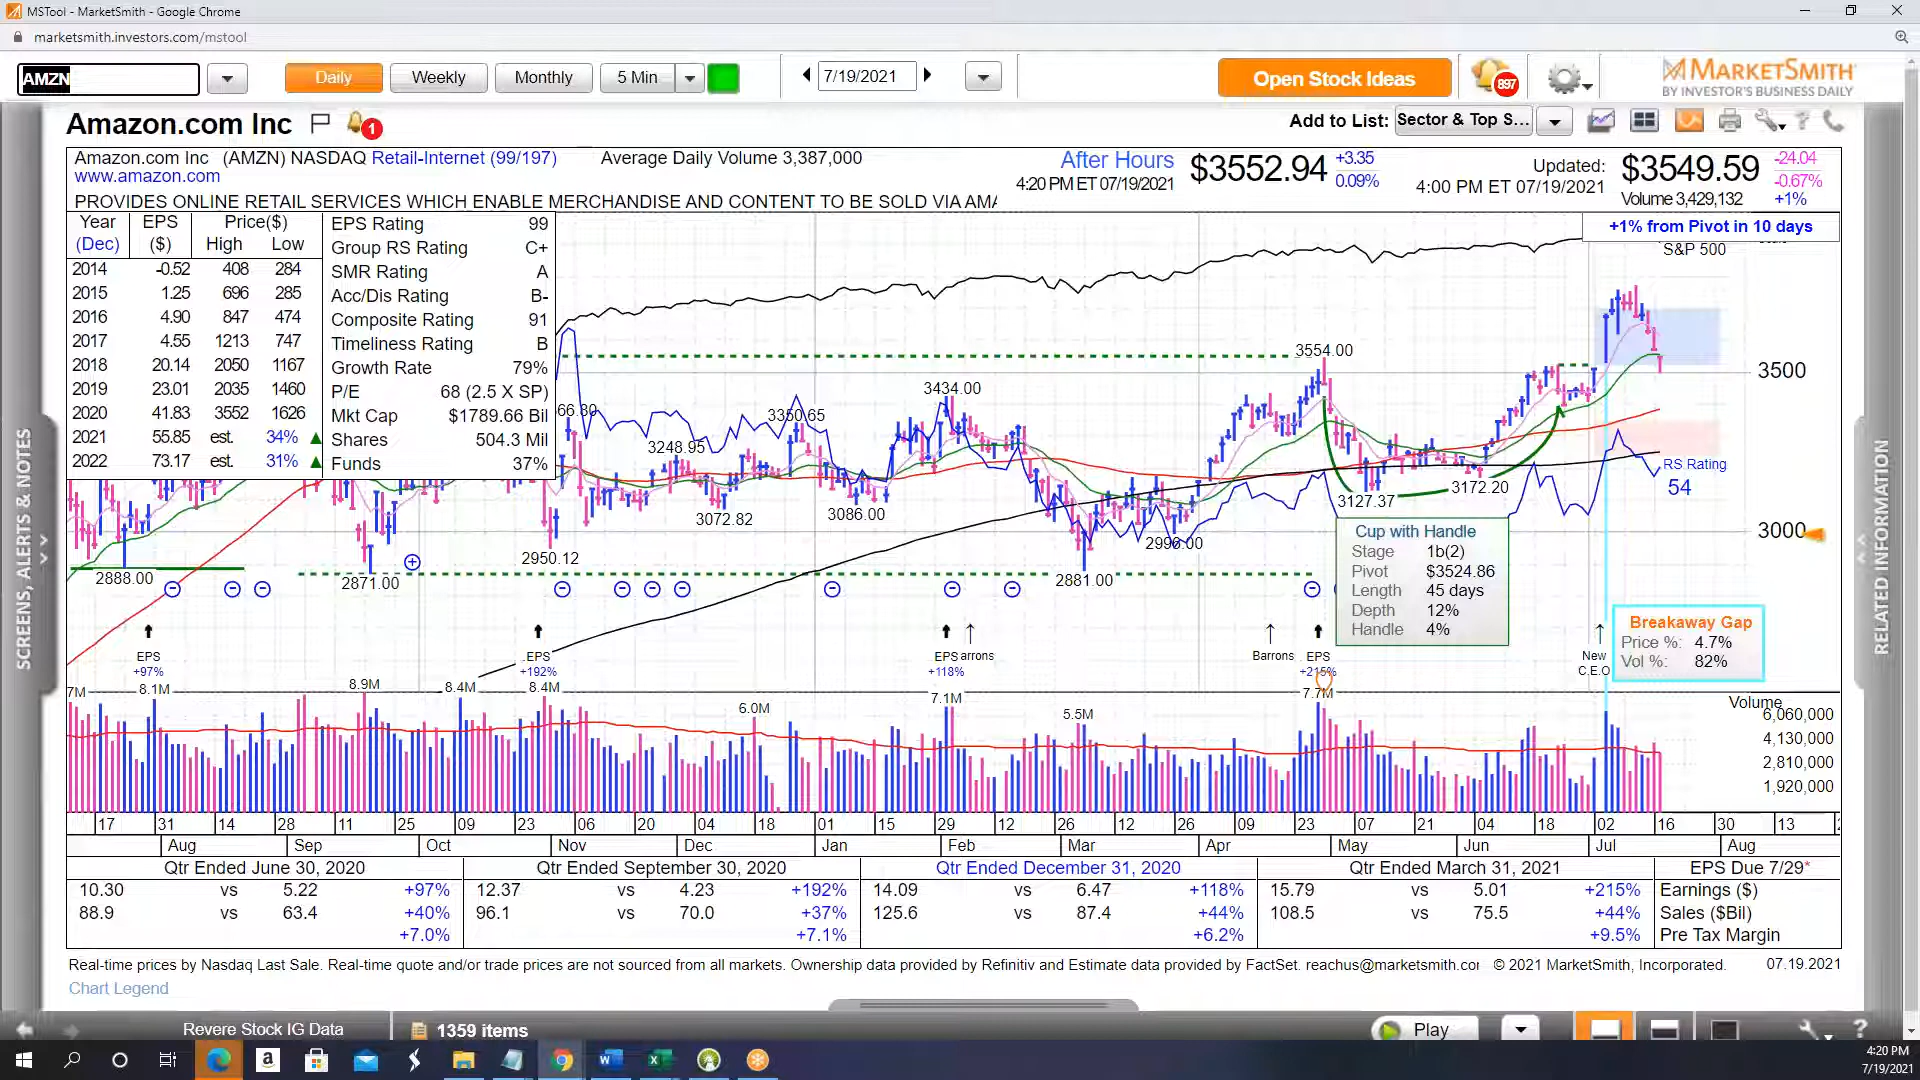 MSTool - MarketSmith - Google Chrome
marketsmith.investors.com/mstool
AMZN
Daily
Weekly
Monthly
5 Min
7/19/2021
Open Stock Ideas
897
MARKETSMITH
BY INVESTOR'S BUSINESS DAILY
Amazon.com Inc
1
Add to List:
Sector & Top S...
Amazon.com Inc (AMZN) NASDAQ Retail-Internet (99/197) Average Daily Volume 3,387,000
www.amazon.com
PROVIDES ONLINE RETAIL SERVICES WHICH ENABLE MERCHANDISE AND CONTENT TO BE SOLD VIA AMA
After Hours
4:20 PM ET 07/19/2021
$3552.94
+3.35
0.09%
Updated:
4:00 PM ET 07/19/2021
$3549.59
-24.04
-0.67%
Volume 3,429,132
+1%
Year EPS Price($)
(Dec) ($) High Low
2014 -0.52 408 284
2015 1.25 696 285
2016 4.90 847 474
2017 4.55 1213 747
2018 20.14 2050 1167
2019 23.01 2035 1460
2020 41.83 3552 1626
2021 55.85 est. 34%
2022 73.17 est. 31%
EPS Rating 99
Group RS Rating C+
SMR Rating A
Acc/Dis Rating B-
Composite Rating 91
Timeliness Rating B
Growth Rate 79%
P/E 68 (2.5 X SP)
Mkt Cap $1789.66 Bil
Shares 504.3 Mil
Funds 37%
+1% from Pivot in 10 days
S&P 500
3554.00
3500
3434.00
66.80
3350.65
3248.95
RS Rating
54
3127.37
3172.20
3086.00
3072.82
3000
2996.00
2950.12
2888.00
2871.00
2881.00
Cup with Handle
Stage 1b(2)
Pivot $3524.86
Length 45 days
Depth 12%
Handle 4%
Breakaway Gap
Price %: 4.7%
Vol %: 82%
EPS
+97%
EPS
+192%
EPS
+118%
arrons
Barrons
EPS
+215%
New
C.E.O
7M
8.1M
8.9M
8.4M
8.4M
6.0M
7.1M
5.5M
7.7M
Volume
6,060,000
4,130,000
2,810,000
1,920,000
17 31 14 28 11 25 09 23 06 20 04 18 01 15 29 12 26 12 26 09 23 07 21 04 18 02 16 30 13
Aug Sep Oct Nov Dec Jan Feb Mar Apr May Jun Jul Aug
Qtr Ended June 30, 2020 Qtr Ended September 30, 2020 Qtr Ended December 31, 2020 Qtr Ended March 31, 2021 EPS Due 7/29*
10.30 vs 5.22 +97% 12.37 vs 4.23 +192% 14.09 vs 6.47 +118% 15.79 vs 5.01 +215% Earnings ($)
88.9 vs 63.4 +40% 96.1 vs 70.0 +37% 125.6 vs 87.4 +44% 108.5 vs 75.5 +44% Sales ($Bil)
+7.0% +7.1% +6.2% +9.5% Pre Tax Margin
Real-time prices by Nasdaq Last Sale. Real-time quote and/or trade prices are not sourced from all markets. Ownership data provided by Refinitiv and Estimate data provided by FactSet. reachus@marketsmith.cor © 2021 MarketSmith, Incorporated. 07.19.2021
Chart Legend
SCREENS, ALERTS & NOTES
RELATED INFORMATION
Revere Stock IG Data
1359 items
Play
4:20 PM
7/19/2021